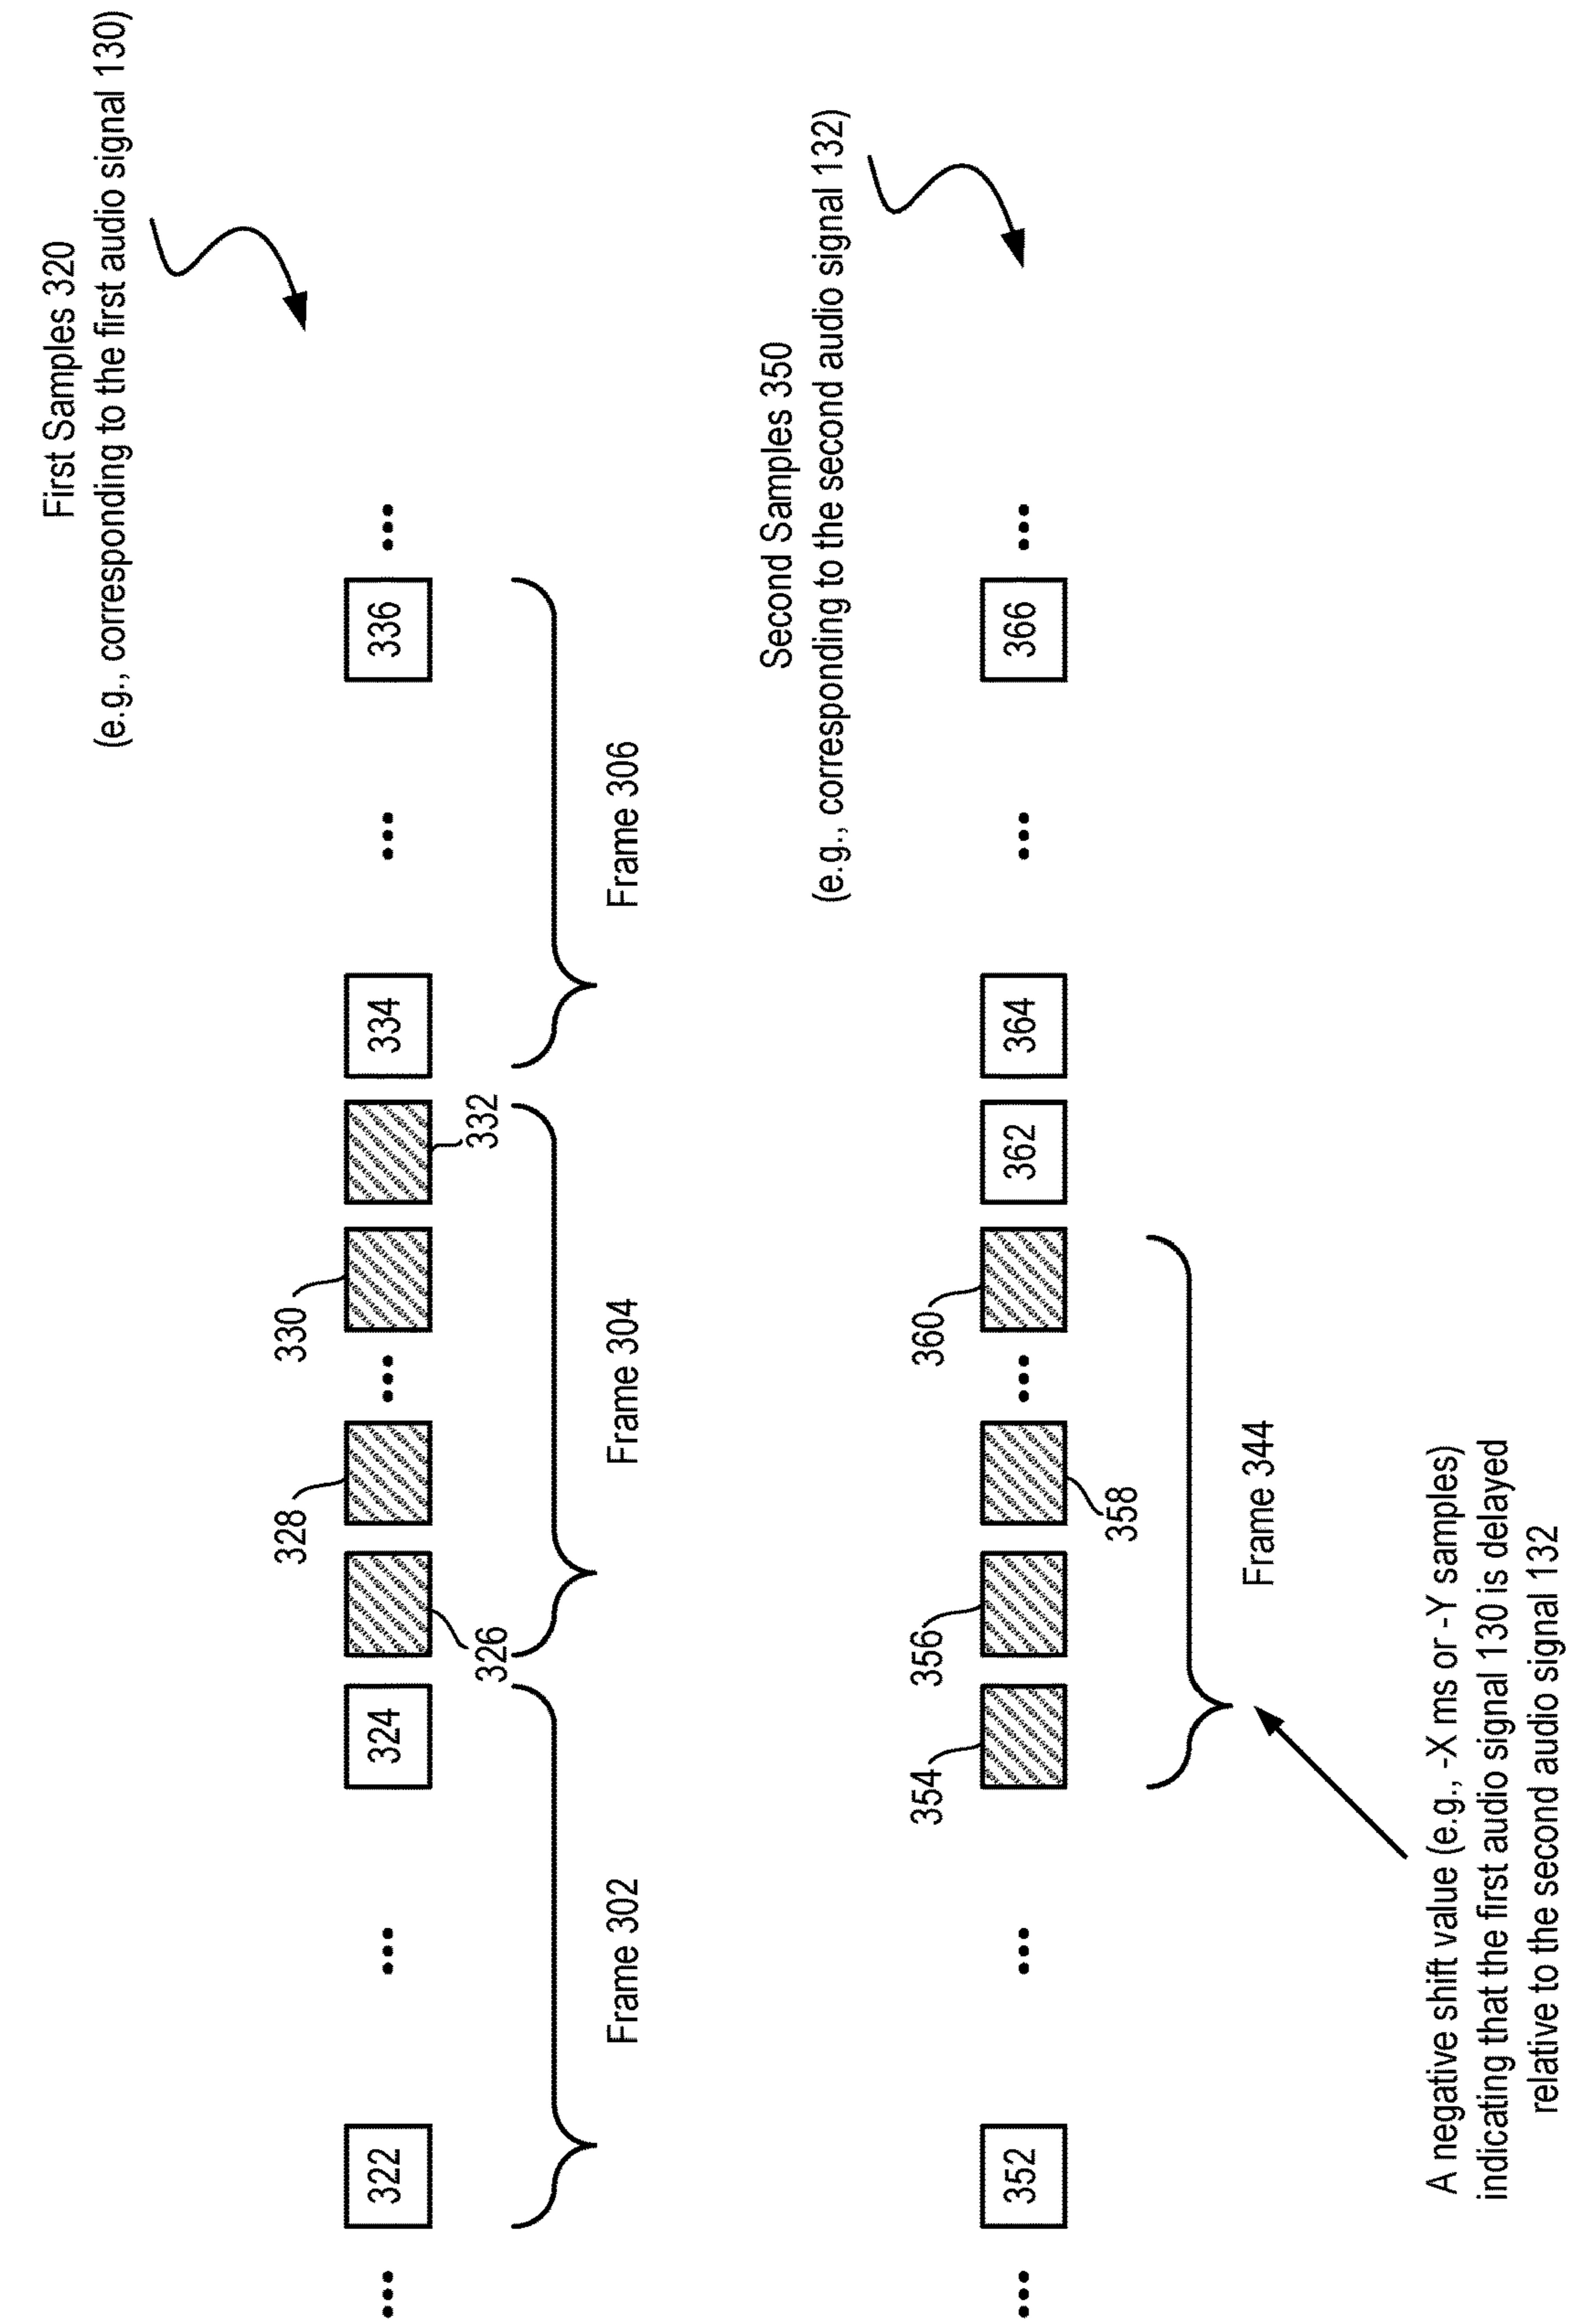 First Samples 320
(e.g., corresponding to the first audio signal 130)
328
330
322
324
334
336
326
332
Frame 302
Frame 304
Frame 306
Second Samples 350
(e.g., corresponding to the second audio signal 132)
354
356
360
352
362
364
366
358
Frame 344
A negative shift value (e.g., -X ms or -Y samples)
indicating that the first audio signal 130 is delayed
relative to the second audio signal 132